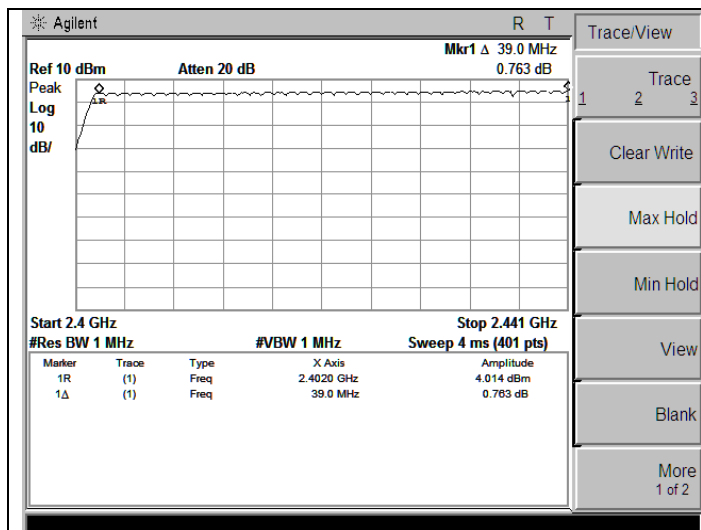 Agilent R T
Trace/View
Mkr1 Δ 39.0 MHz
Ref 10 dBm Atten 20 dB 0.763 dB
Peak
Log
10
dB/
1R
1
Start 2.4 GHz Stop 2.441 GHz
#Res BW 1 MHz #VBW 1 MHz Sweep 4 ms (401 pts)
Marker Trace Type X Axis Amplitude
1R (1) Freq 2.4020 GHz 4.014 dBm
1Δ (1) Freq 39.0 MHz 0.763 dB
Trace
1 2 3
Clear Write
Max Hold
Min Hold
View
Blank
More
1 of 2